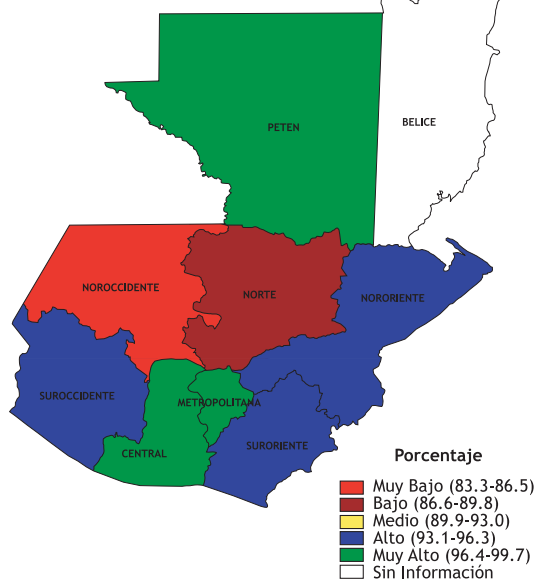 PETEN
BELICE
NOROCCIDENTE
NORTE
NORORIENTE
SUROCCIDENTE
METROPOLITANA
CENTRAL
SURORIENTE
Porcentaje
Muy Bajo (83.3-86.5)
Bajo (86.6-89.8)
Medio (89.9-93.0)
Alto (93.1-96.3)
Muy Alto (96.4-99.7)
Sin Información